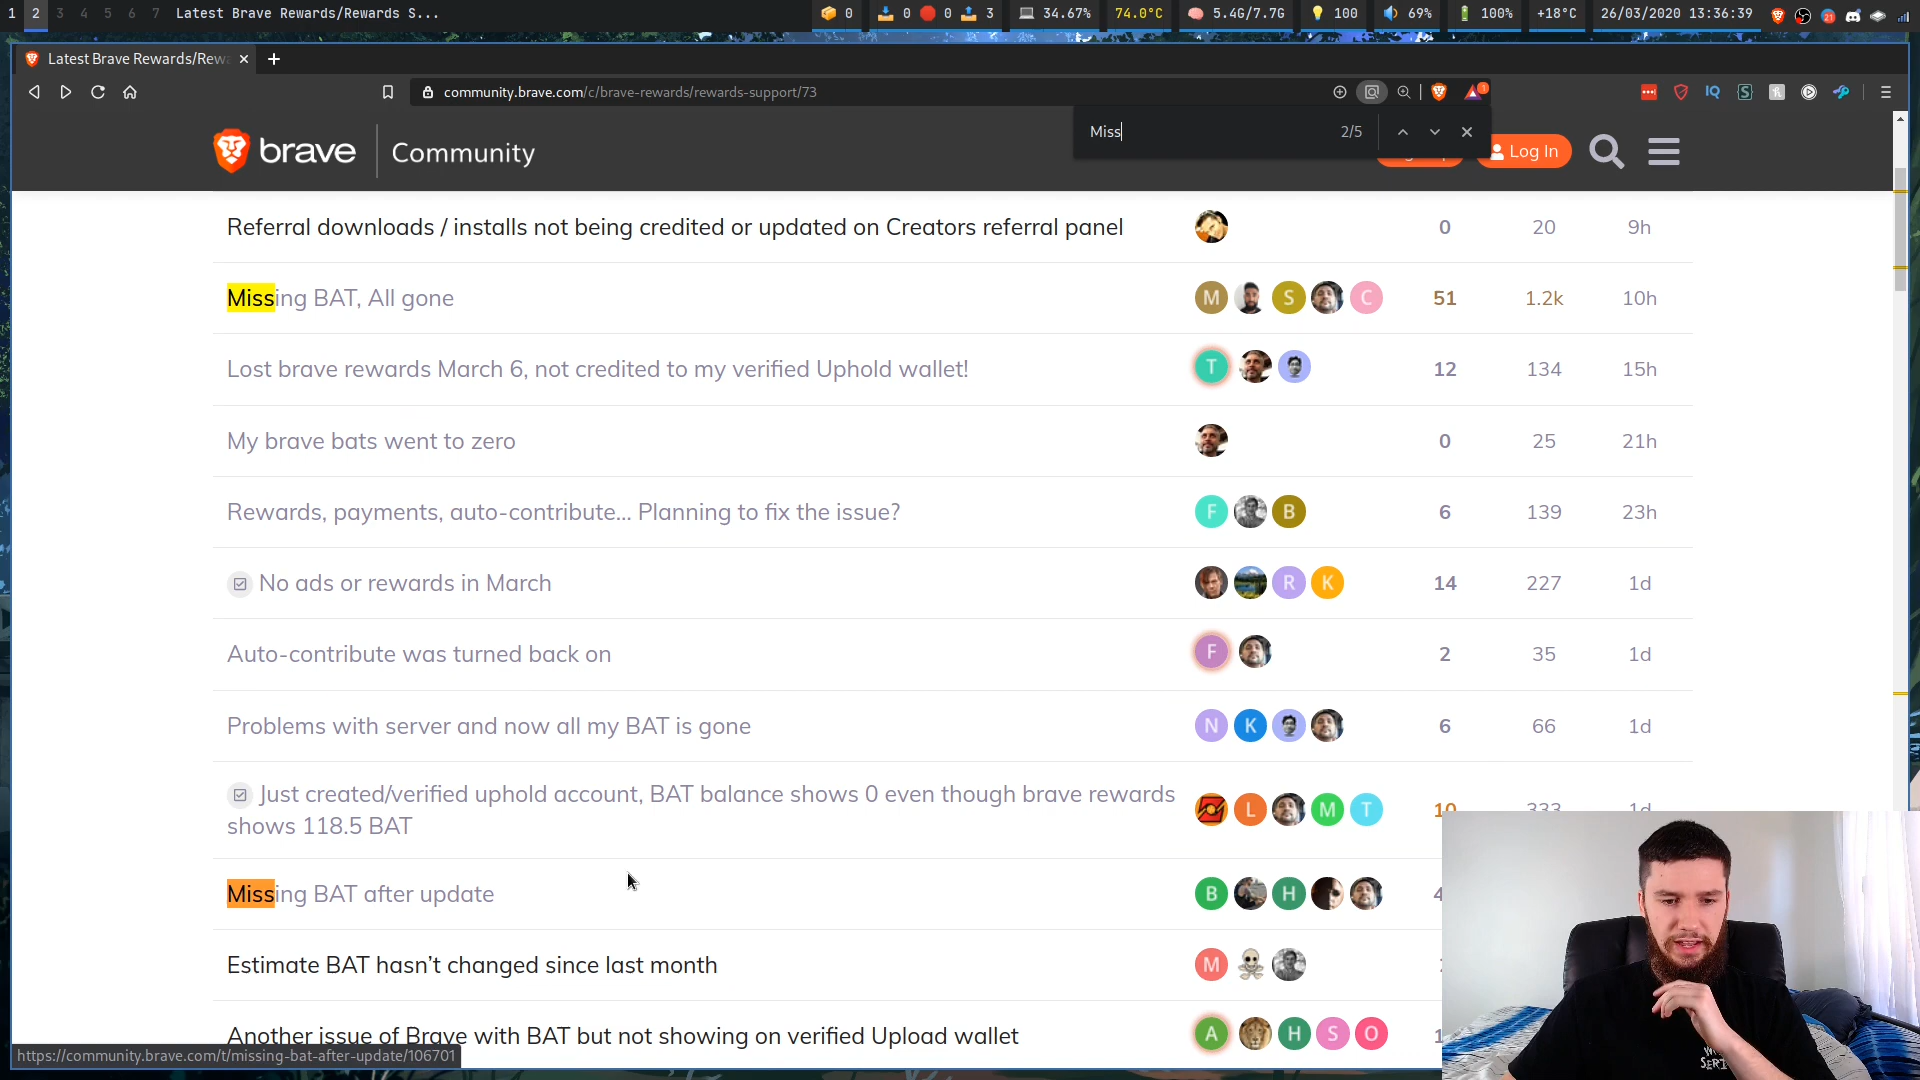 1 2 3 4 5 6 7 Latest Brave Rewards/Rewards S... 0 0 0 3 34.67% 74.0°C 5.4G/7.7G 100 69% 100% +18°C 26/03/2020 13:36:39
Latest Brave Rewards/Rew
community.brave.com/c/brave-rewards/rewards-support/73
Miss 2/5
brave Community Log In
Referral downloads / installs not being credited or updated on Creators referral panel 0 20 9h
Missing BAT, All gone M S C 51 1.2k 10h
Lost brave rewards March 6, not credited to my verified Uphold wallet! T 12 134 15h
My brave bats went to zero 0 25 21h
Rewards, payments, auto-contribute... Planning to fix the issue? F B 6 139 23h
No ads or rewards in March R K 14 227 1d
Auto-contribute was turned back on F 2 35 1d
Problems with server and now all my BAT is gone N K 6 66 1d
Just created/verified uphold account, BAT balance shows 0 even though brave rewards L M T 10 333 1d
shows 118.5 BAT
Missing BAT after update B H 4
Estimate BAT hasn't changed since last month M
Another issue of Brave with BAT but not showing on verified Upload wallet A H S O 1
https://community.brave.com/t/missing-bat-after-update/106701